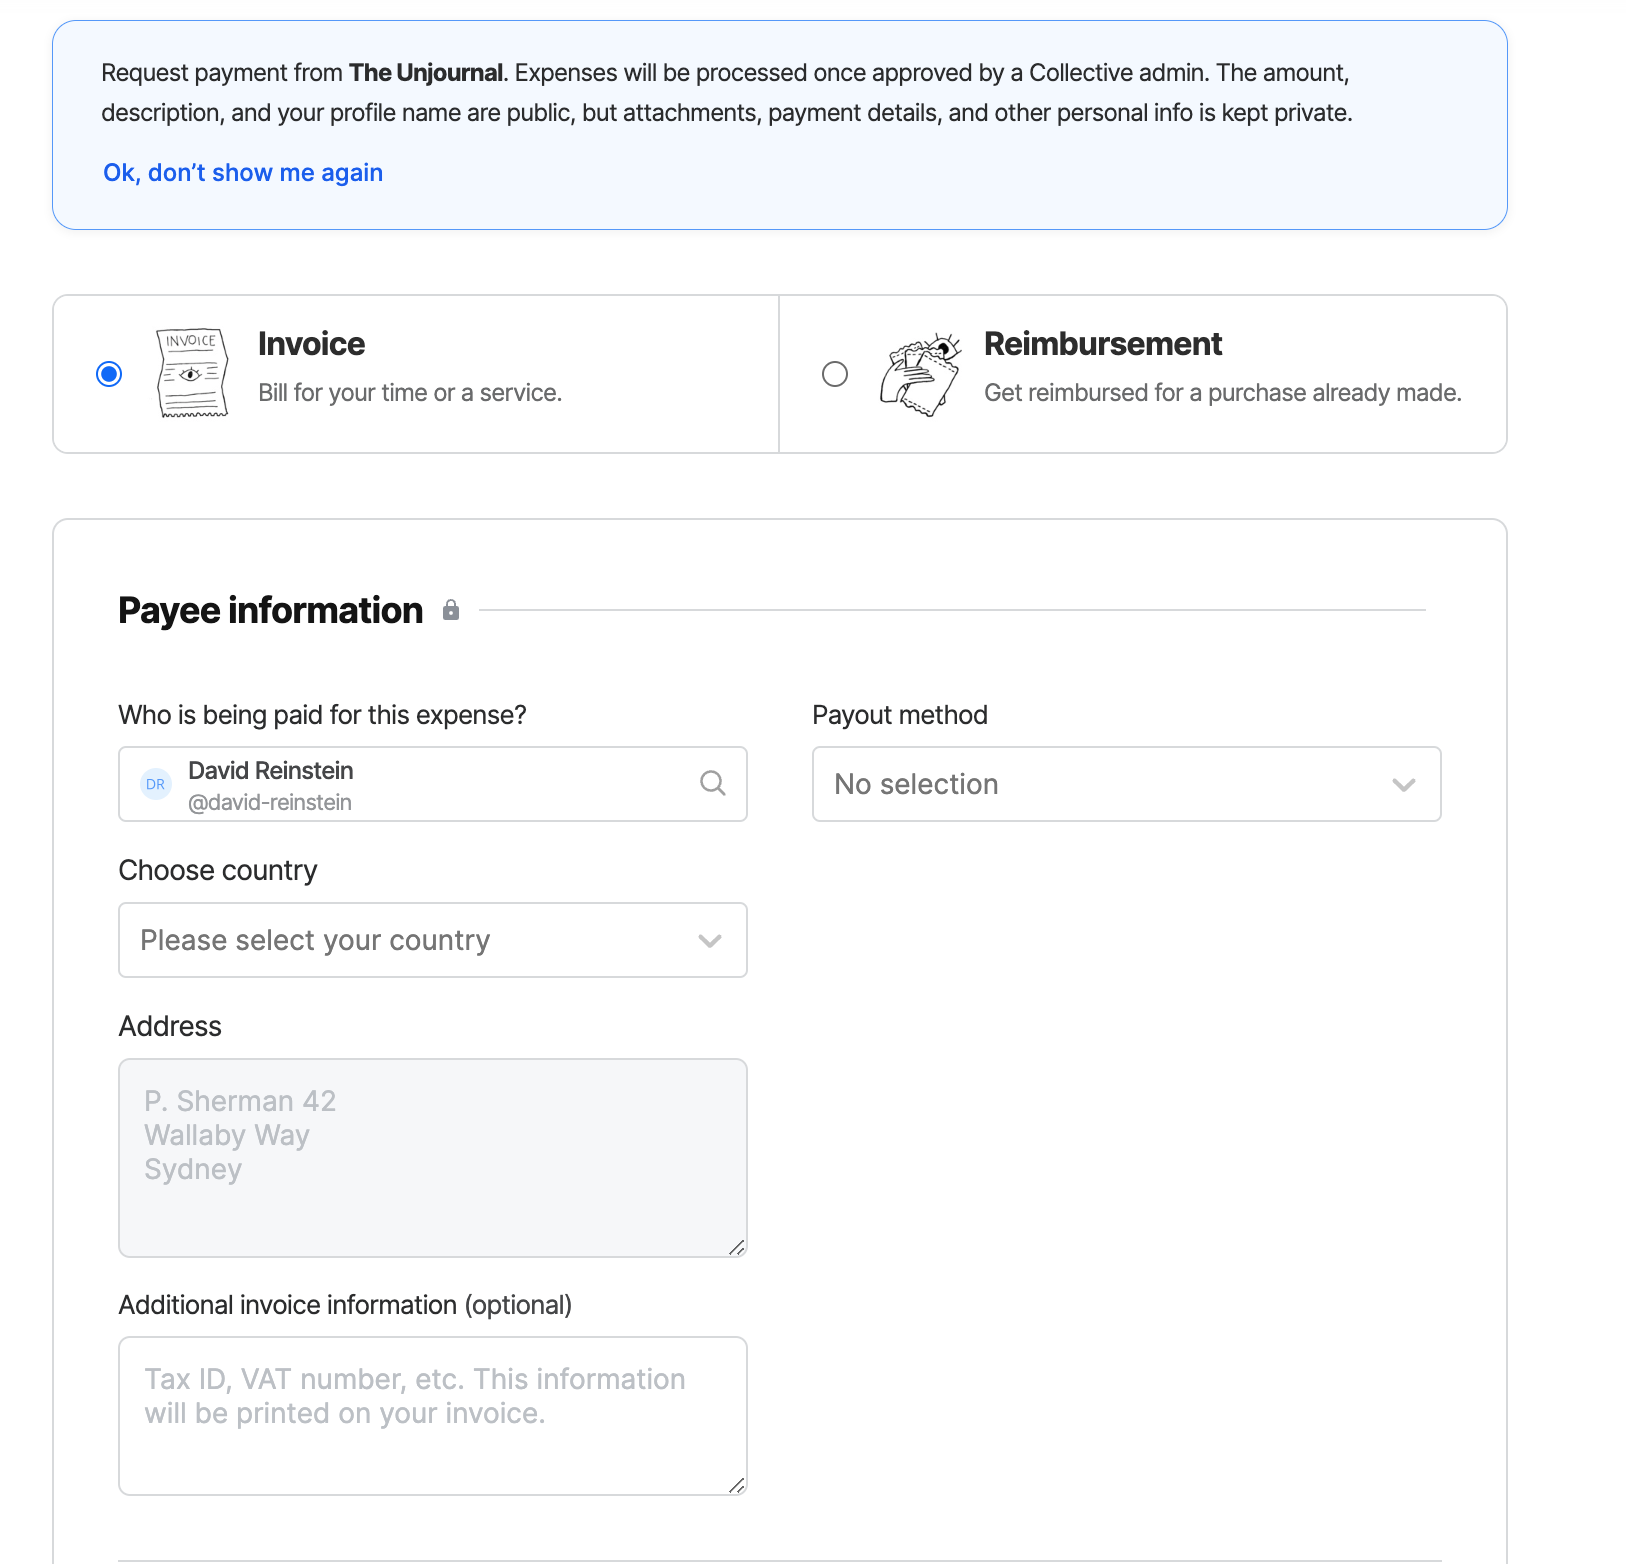 Request payment from The Unjournal. Expenses will be processed once approved by a Collective admin. The amount,
description, and your profile name are public, but attachments, payment details, and other personal info is kept private.
Ok, don’t show me again
INVOICE
Invoice
Bill for your time or a service.
Reimbursement
Get reimbursed for a purchase already made.
Payee information
Who is being paid for this expense?
DR
David Reinstein
@david-reinstein
Payout method
No selection
Choose country
Please select your country
Address
P. Sherman 42
Wallaby Way
Sydney
Additional invoice information (optional)
Tax ID, VAT number, etc. This information
will be printed on your invoice.